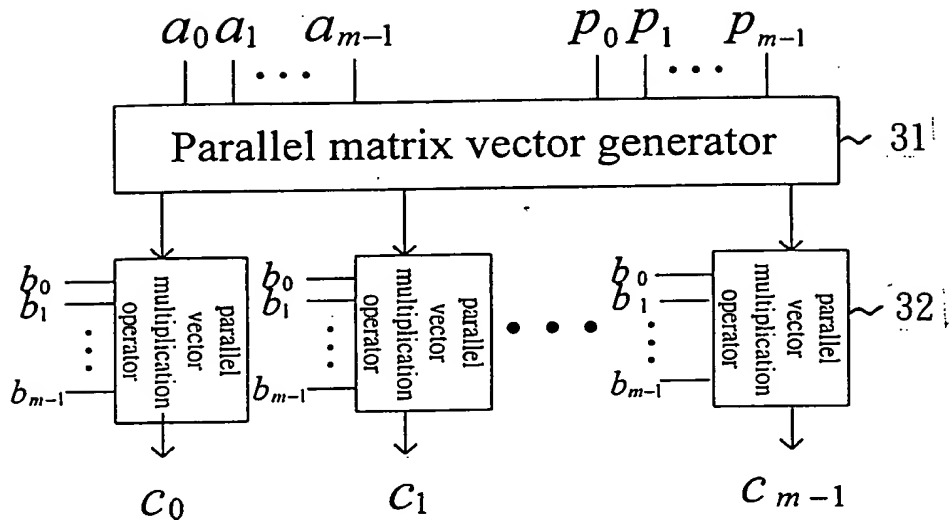 a₀ a₁ ··· aₘ₋₁ p₀ p₁ ··· pₘ₋₁
Parallel matrix vector generator
31
b₀
b₁
bₘ₋₁
parallel
vector
multiplication
operator
b₀
b₁
bₘ₋₁
parallel
vector
multiplication
operator
b₀
b₁
bₘ₋₁
parallel
vector
multiplication
operator
32
c₀ c₁ cₘ₋₁